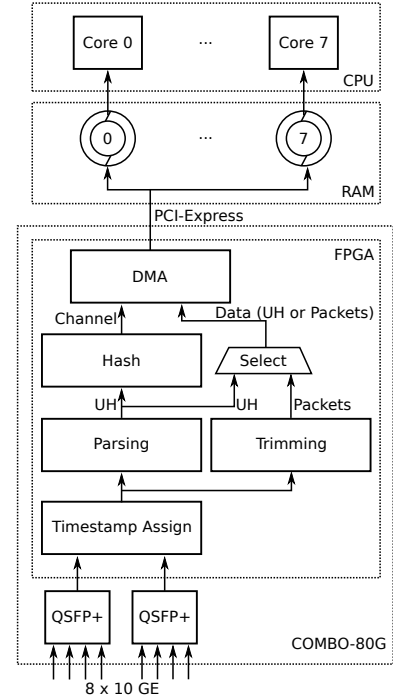 Core 0 ... Core 7
CPU
0 ... 7
RAM
PCI-Express
FPGA
DMA
Channel
Data (UH or Packets)
Hash
Select
UH
UH
Packets
Parsing
Trimming
Timestamp Assign
QSFP+
QSFP+
COMBO-80G
8 x 10 GE